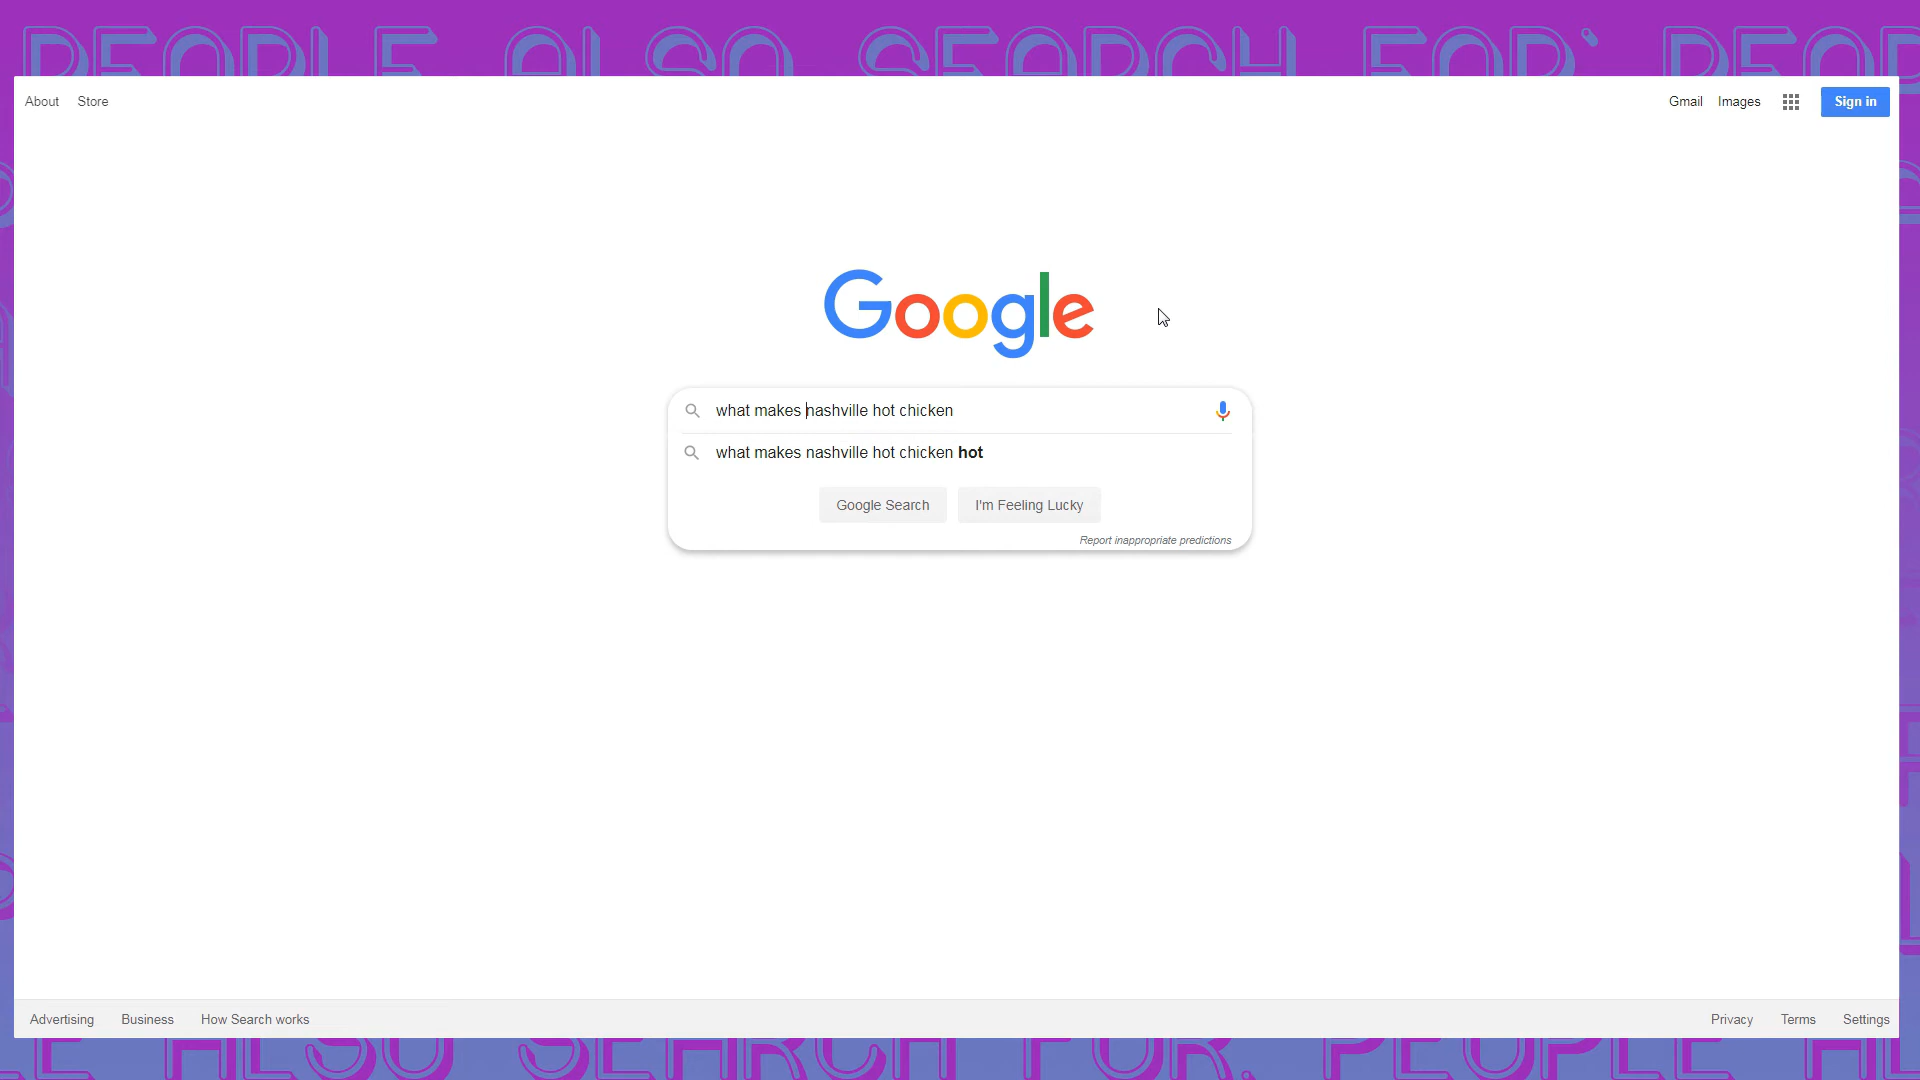 PEOPLE ALSO SEARCH FOR: PEOP
About Store
Gmail Images Sign in
Google
what makes nashville hot chicken
what makes nashville hot chicken hot
Google Search I'm Feeling Lucky
Report inappropriate predictions
Advertising Business How Search works
Privacy Terms Settings
LE ALSO SEARCH FOR: PEOPLE AL